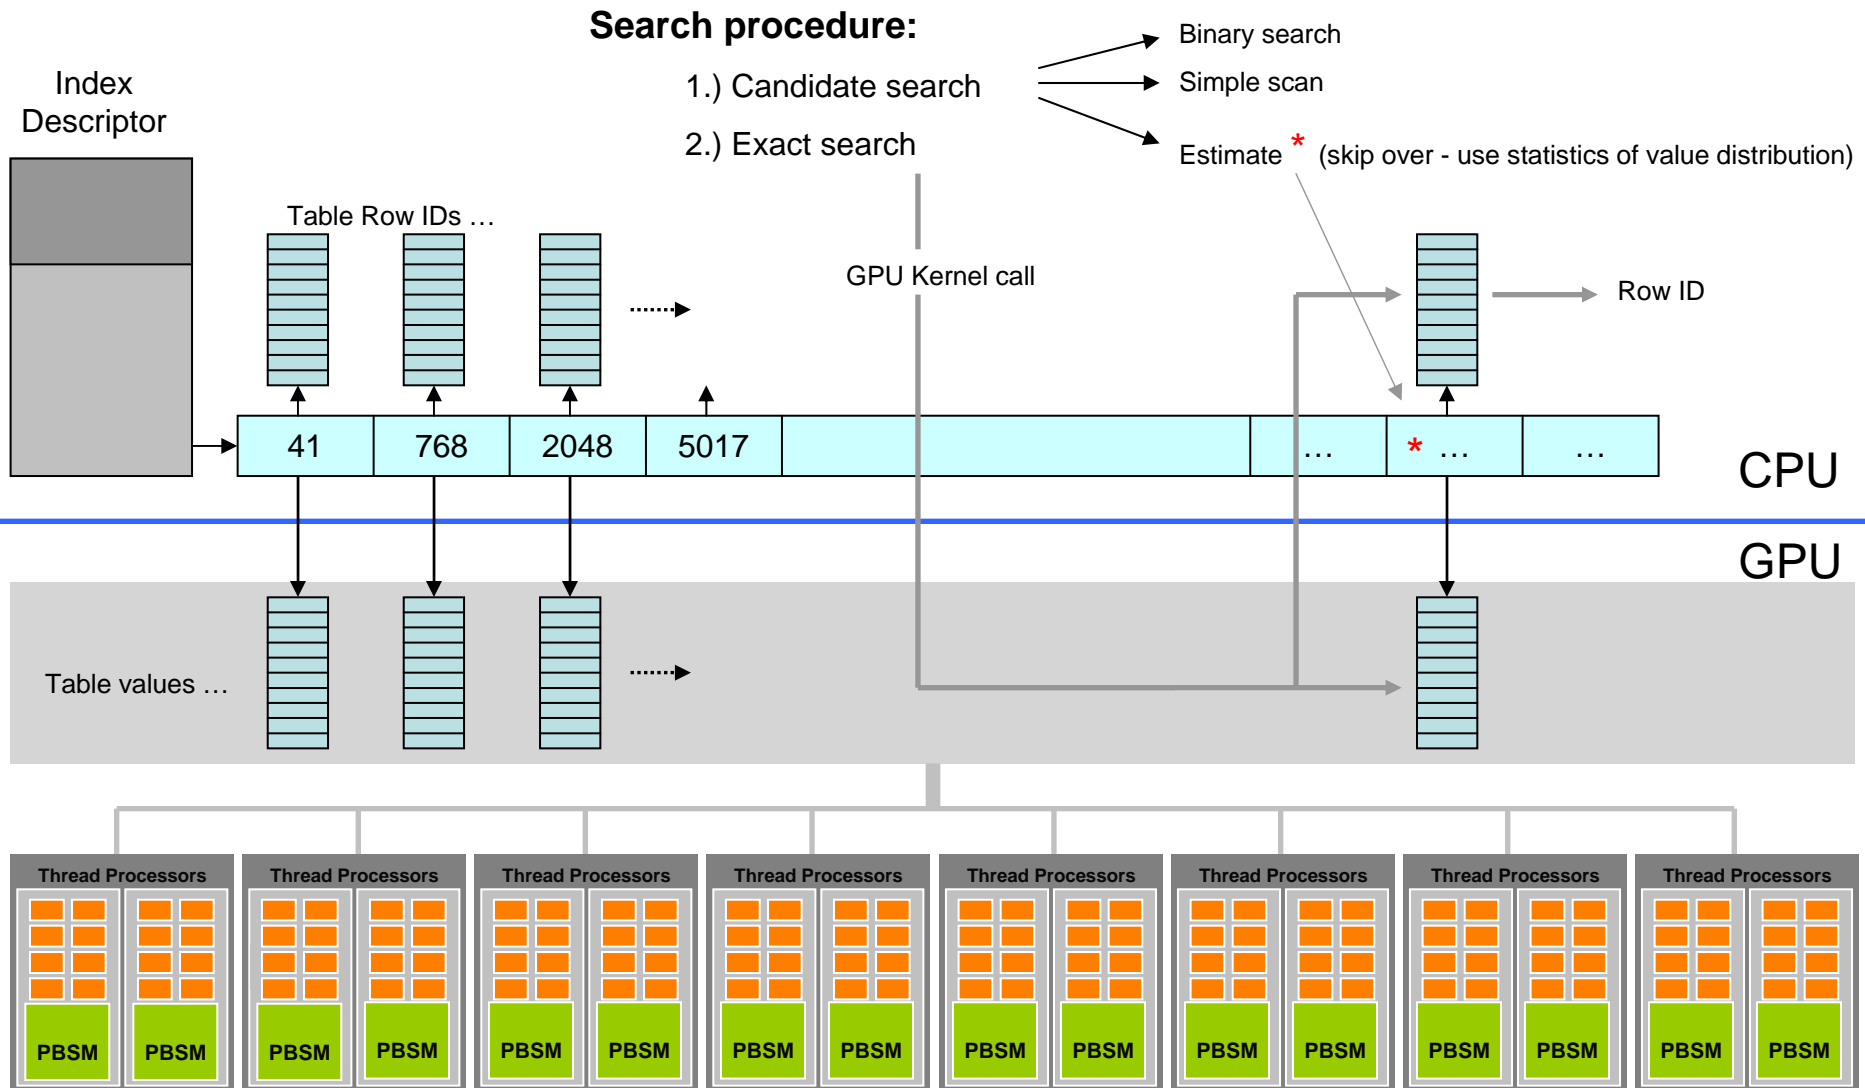 Search procedure:
1.) Candidate search
2.) Exact search
Binary search
Simple scan
Estimate * (skip over - use statistics of value distribution)
Index
Descriptor
Table Row IDs …
GPU Kernel call
Row ID
41 768 2048 5017 … * … …
CPU
GPU
Table values …
Thread Processors Thread Processors Thread Processors Thread Processors Thread Processors Thread Processors Thread Processors Thread Processors
PBSM PBSM PBSM PBSM PBSM PBSM PBSM PBSM PBSM PBSM PBSM PBSM PBSM PBSM PBSM PBSM